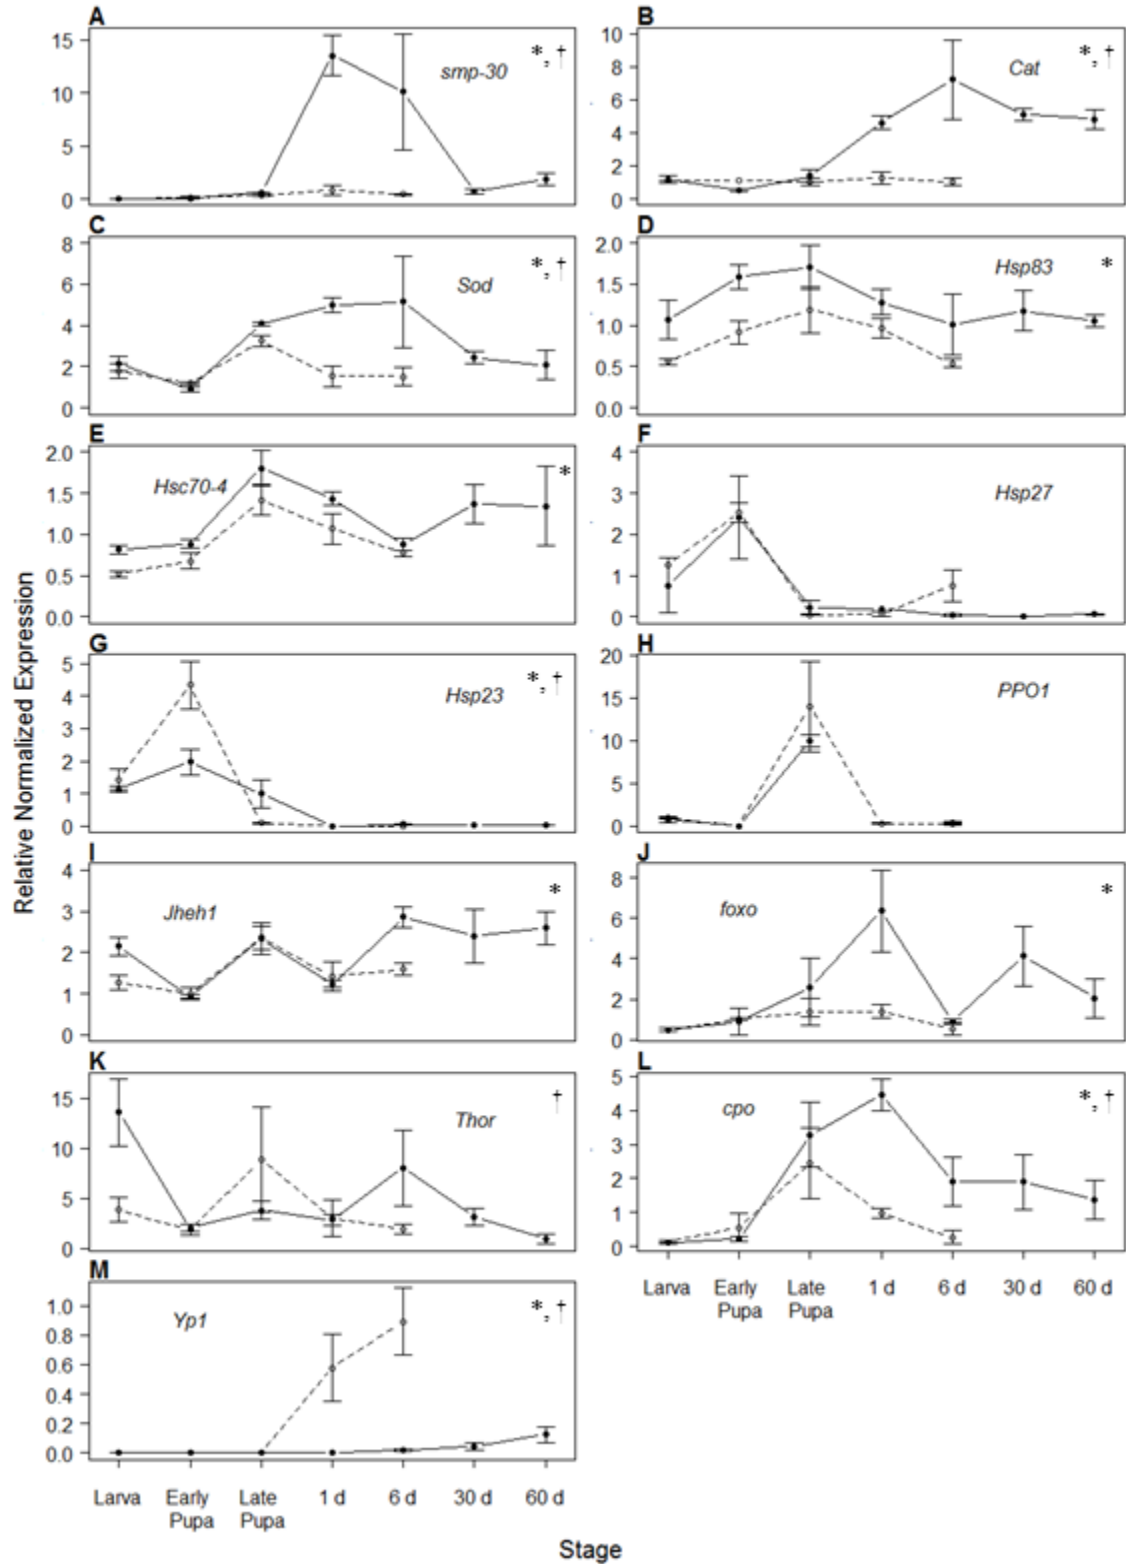 A
15
10
5
0
smp-30
*, †
B
10
8
6
4
2
0
Cat
*, †
C
8
6
4
2
0
Sod
*, †
D
2.0
1.5
1.0
0.5
0.0
Hsp83
*
E
2.0
1.5
1.0
0.5
0.0
Hsc70-4
*
F
4
3
2
1
0
Hsp27
G
5
4
3
2
1
0
Hsp23
*, †
H
20
15
10
5
0
PPO1
I
4
3
2
1
0
Jheh1
*
J
8
6
4
2
0
foxo
*
K
15
10
5
0
Thor
†
L
5
4
3
2
1
0
cpo
*, †
Larva Early Pupa Late Pupa 1 d 6 d 30 d 60 d
M
1.0
0.8
0.6
0.4
0.2
0.0
Yp1
*, †
Larva Early Pupa Late Pupa 1 d 6 d 30 d 60 d
Relative Normalized Expression
Stage